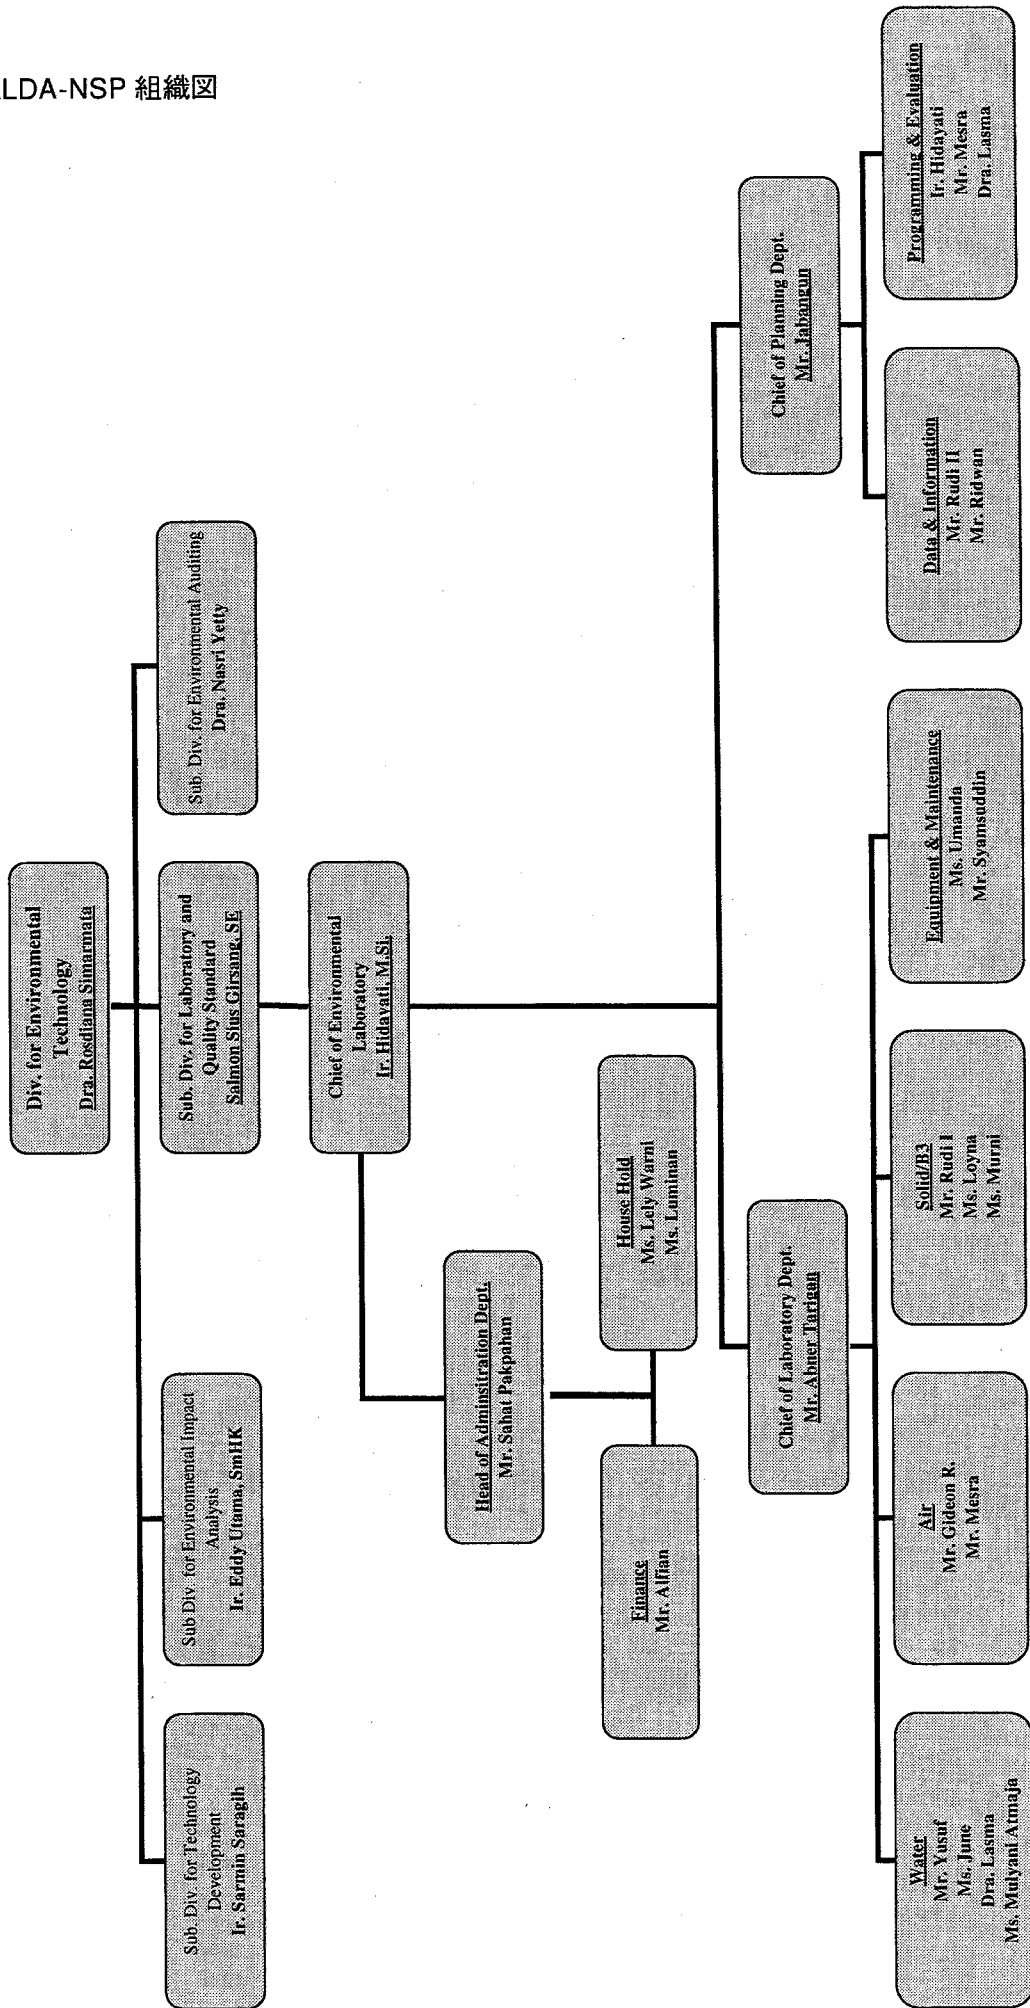 LDA-NSP 組織図
Div. for Environmental
Technology
Dra. Rosdiana Simarmata
Sub. Div. for Technology
Development
Ir. Sarmin Saragih
Sub Div. for Environmental Impact
Analysis
Ir. Eddy Utama, SmHK
Sub. Div. for Laboratory and
Quality Standard
Salmon Sius Girsang, SE
Sub. Div. for Environmental Auditing
Dra. Nasri Yetty
Chief of Environmental
Laboratory
Ir. Hidayati, M.Si.
Head of Adminsitration Dept.
Mr. Sahat Pakpahan
Finance
Mr. Alfian
House Hold
Ms. Lely Warni
Ms. Luminan
Chief of Laboratory Dept.
Mr. Abner Tarigan
Chief of Planning Dept.
Mr. Jabangun
Water
Mr. Yusuf
Ms. June
Dra. Lasma
Ms. Mulyani Atmaja
Air
Mr. Gideon R.
Mr. Mesra
Solid/B3
Mr. Rudi I
Ms. Loyna
Ms. Murni
Equipment & Maintenance
Ms. Umanda
Mr. Syamsuddin
Data & Information
Mr. Rudi II
Mr. Ridwan
Programming & Evaluation
Ir. Hidayati
Mr. Mesra
Dra. Lasma